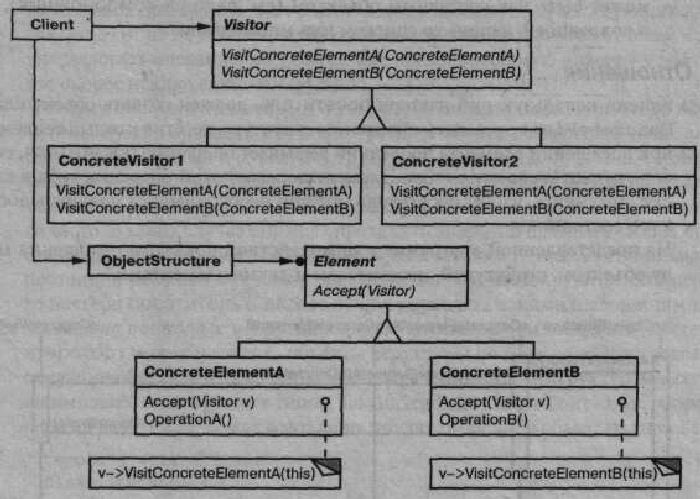 Client
Visitor
VisitConcreteElementA(ConcreteElementA)
VisitConcreteElementB(ConcreteElementB)
ConcreteVisitor1
VisitConcreteElementA(ConcreteElementA)
VisitConcreteElementB(ConcreteElementB)
ConcreteVisitor2
VisitConcreteElementA(ConcreteElementA)
VisitConcreteElementB(ConcreteElementB)
ObjectStructure
Element
Accept(Visitor)
ConcreteElementA
Accept(Visitor v)
OperationA()
ConcreteElementB
Accept(Visitor v)
OperationB()
v->VisitConcreteElementA(this)
v->VisitConcreteElementB(this)